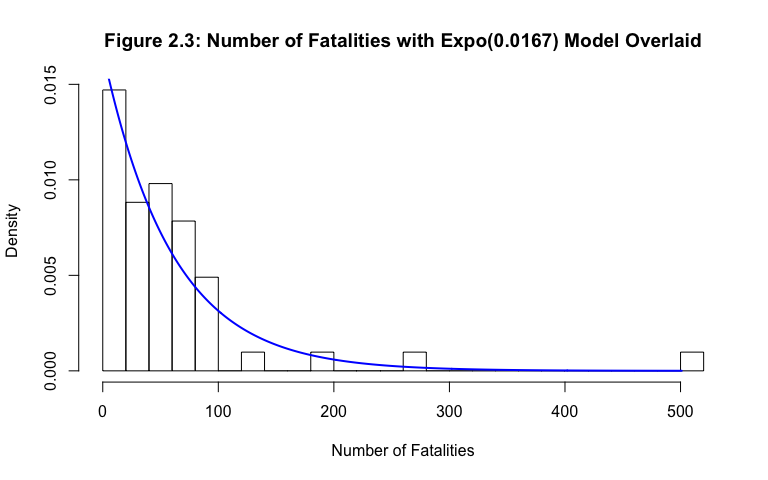 Figure 2.3: Number of Fatalities with Expo(0.0167) Model Overlaid
Density
0.015
0.010
0.005
0.000
0 100 200 300 400 500
Number of Fatalities